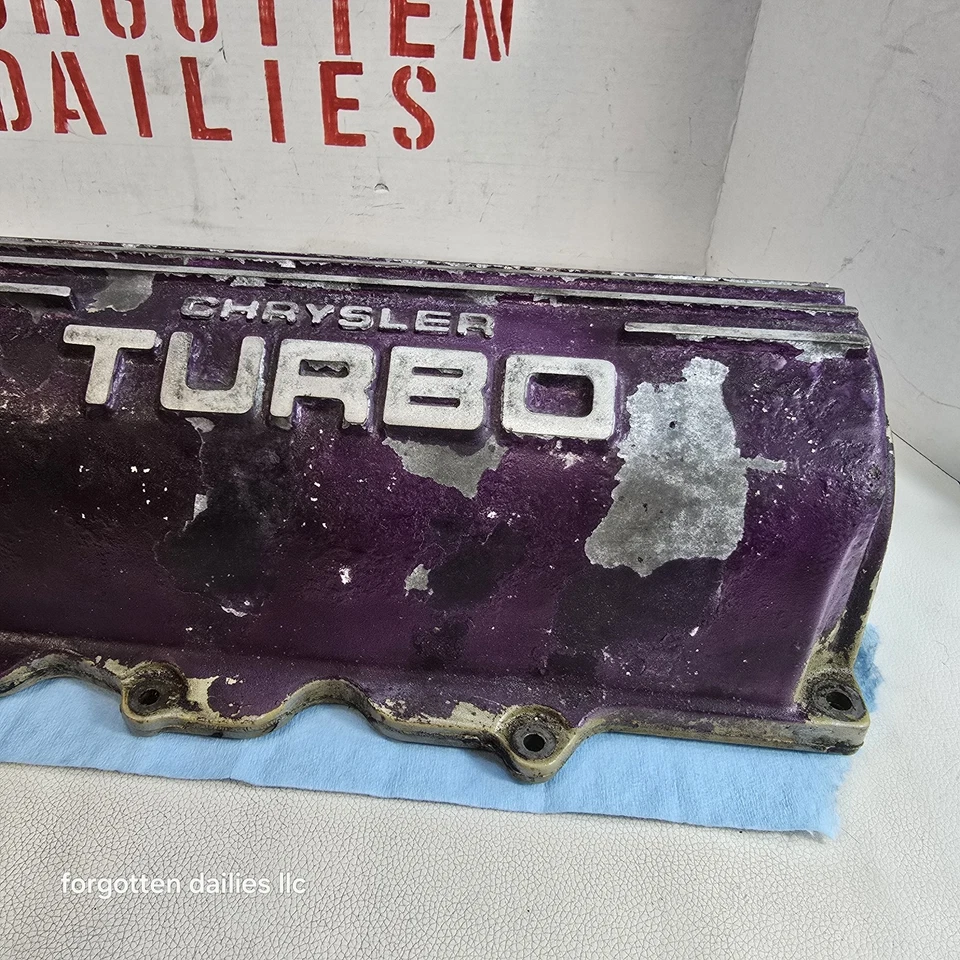 DAILIES
CHRYSLER
TURBO
forgotten dailies llc